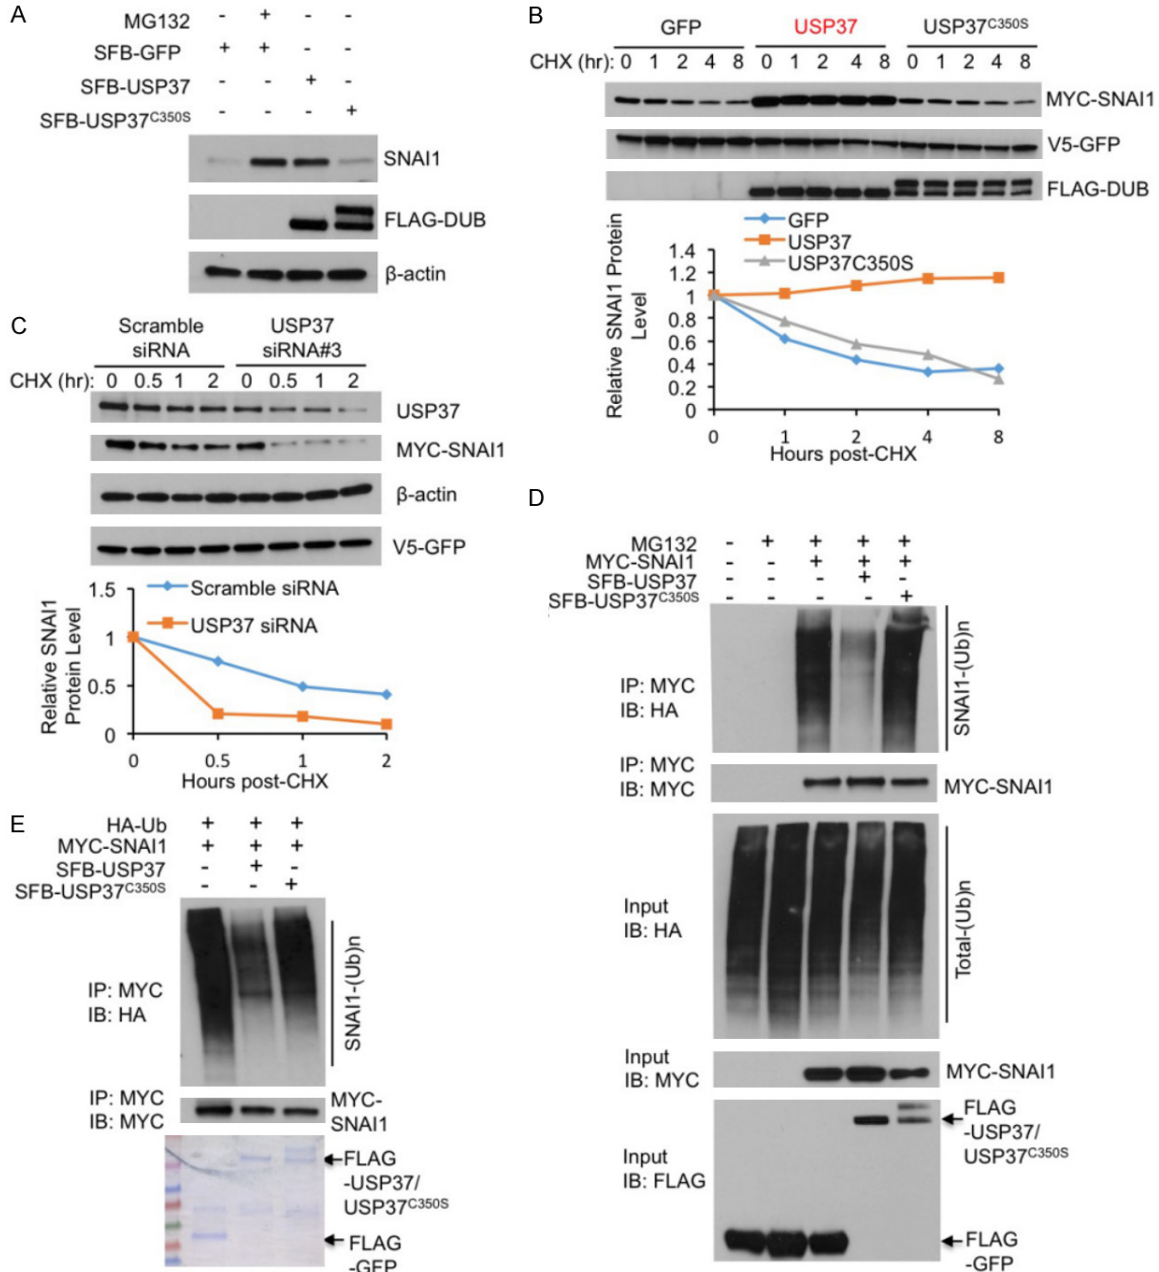 A
MG132 - + - -
SFB-GFP + + - -
SFB-USP37 - - + -
SFB-USP37C350S - - - +
SNAI1
FLAG-DUB
β-actin
B
GFP USP37 USP37C350S
CHX (hr): 0 1 2 4 8 0 1 2 4 8 0 1 2 4 8
MYC-SNAI1
V5-GFP
FLAG-DUB
GFP
USP37
USP37C350S
Relative SNAI1 Protein
Level
1.4
1.2
1
0.8
0.6
0.4
0.2
0
0 1 2 4 8
Hours post-CHX
C
Scramble
siRNA
USP37
siRNA#3
CHX (hr): 0 0.5 1 2 0 0.5 1 2
USP37
MYC-SNAI1
β-actin
V5-GFP
Scramble siRNA
USP37 siRNA
Relative SNAI1
Protein Level
1.5
1
0.5
0
0 0.5 1 2
Hours post-CHX
D
MG132 - + + + +
MYC-SNAI1 - - + + +
SFB-USP37 - - - + -
SFB-USP37C350S - - - - +
IP: MYC
IB: HA
SNAI1-(Ub)n
IP: MYC
IB: MYC
MYC-SNAI1
Input
IB: HA
Total-(Ub)n
Input
IB: MYC
MYC-SNAI1
Input
IB: FLAG
FLAG
-USP37/
USP37C350S
FLAG
-GFP
E
HA-Ub + + +
MYC-SNAI1 + + +
SFB-USP37 - + -
SFB-USP37C350S - - +
IP: MYC
IB: HA
SNAI1-(Ub)n
IP: MYC
IB: MYC
MYC-
SNAI1
FLAG
-USP37/
USP37C350S
FLAG
-GFP